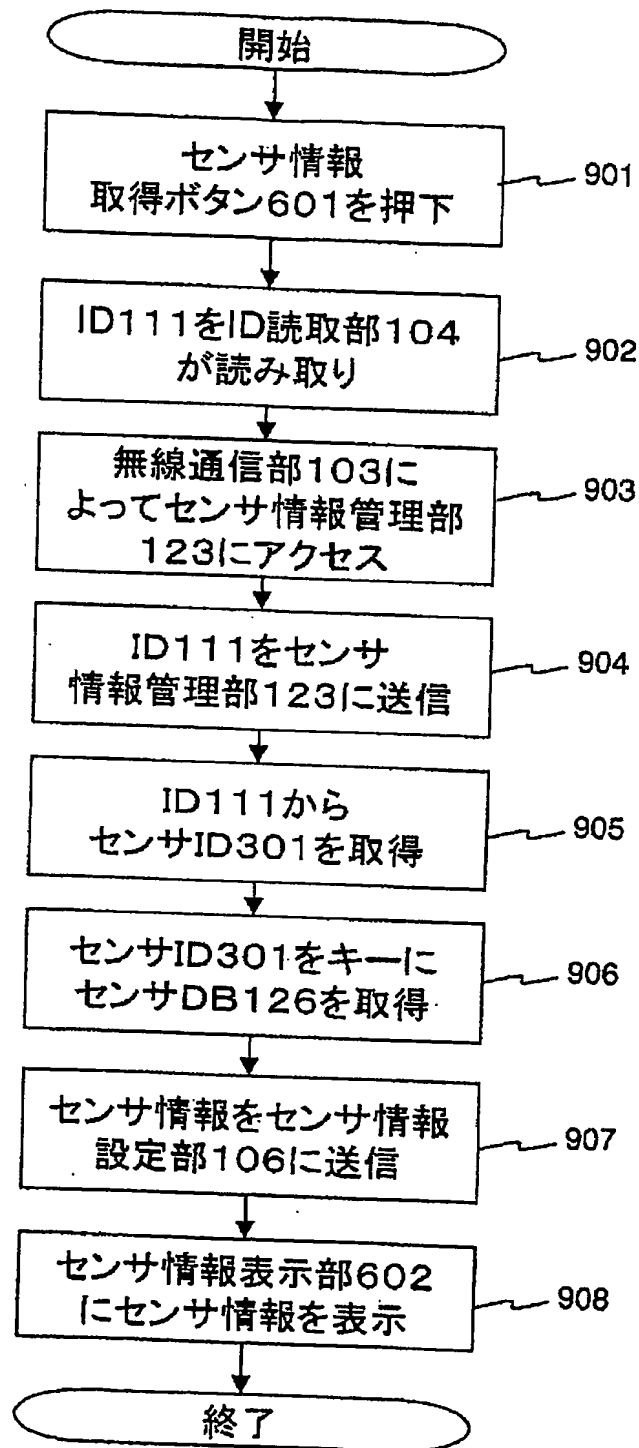 開始
センサ情報
取得ボタン601を押下
901
ID111をID読取部104
が読み取り
902
無線通信部103に
よってセンサ情報管理部
123にアクセス
903
ID111をセンサ
情報管理部123に送信
904
ID111から
センサID301を取得
905
センサID301をキーに
センサDB126を取得
906
センサ情報をセンサ情報
設定部106に送信
907
センサ情報表示部602
にセンサ情報を表示
908
終了